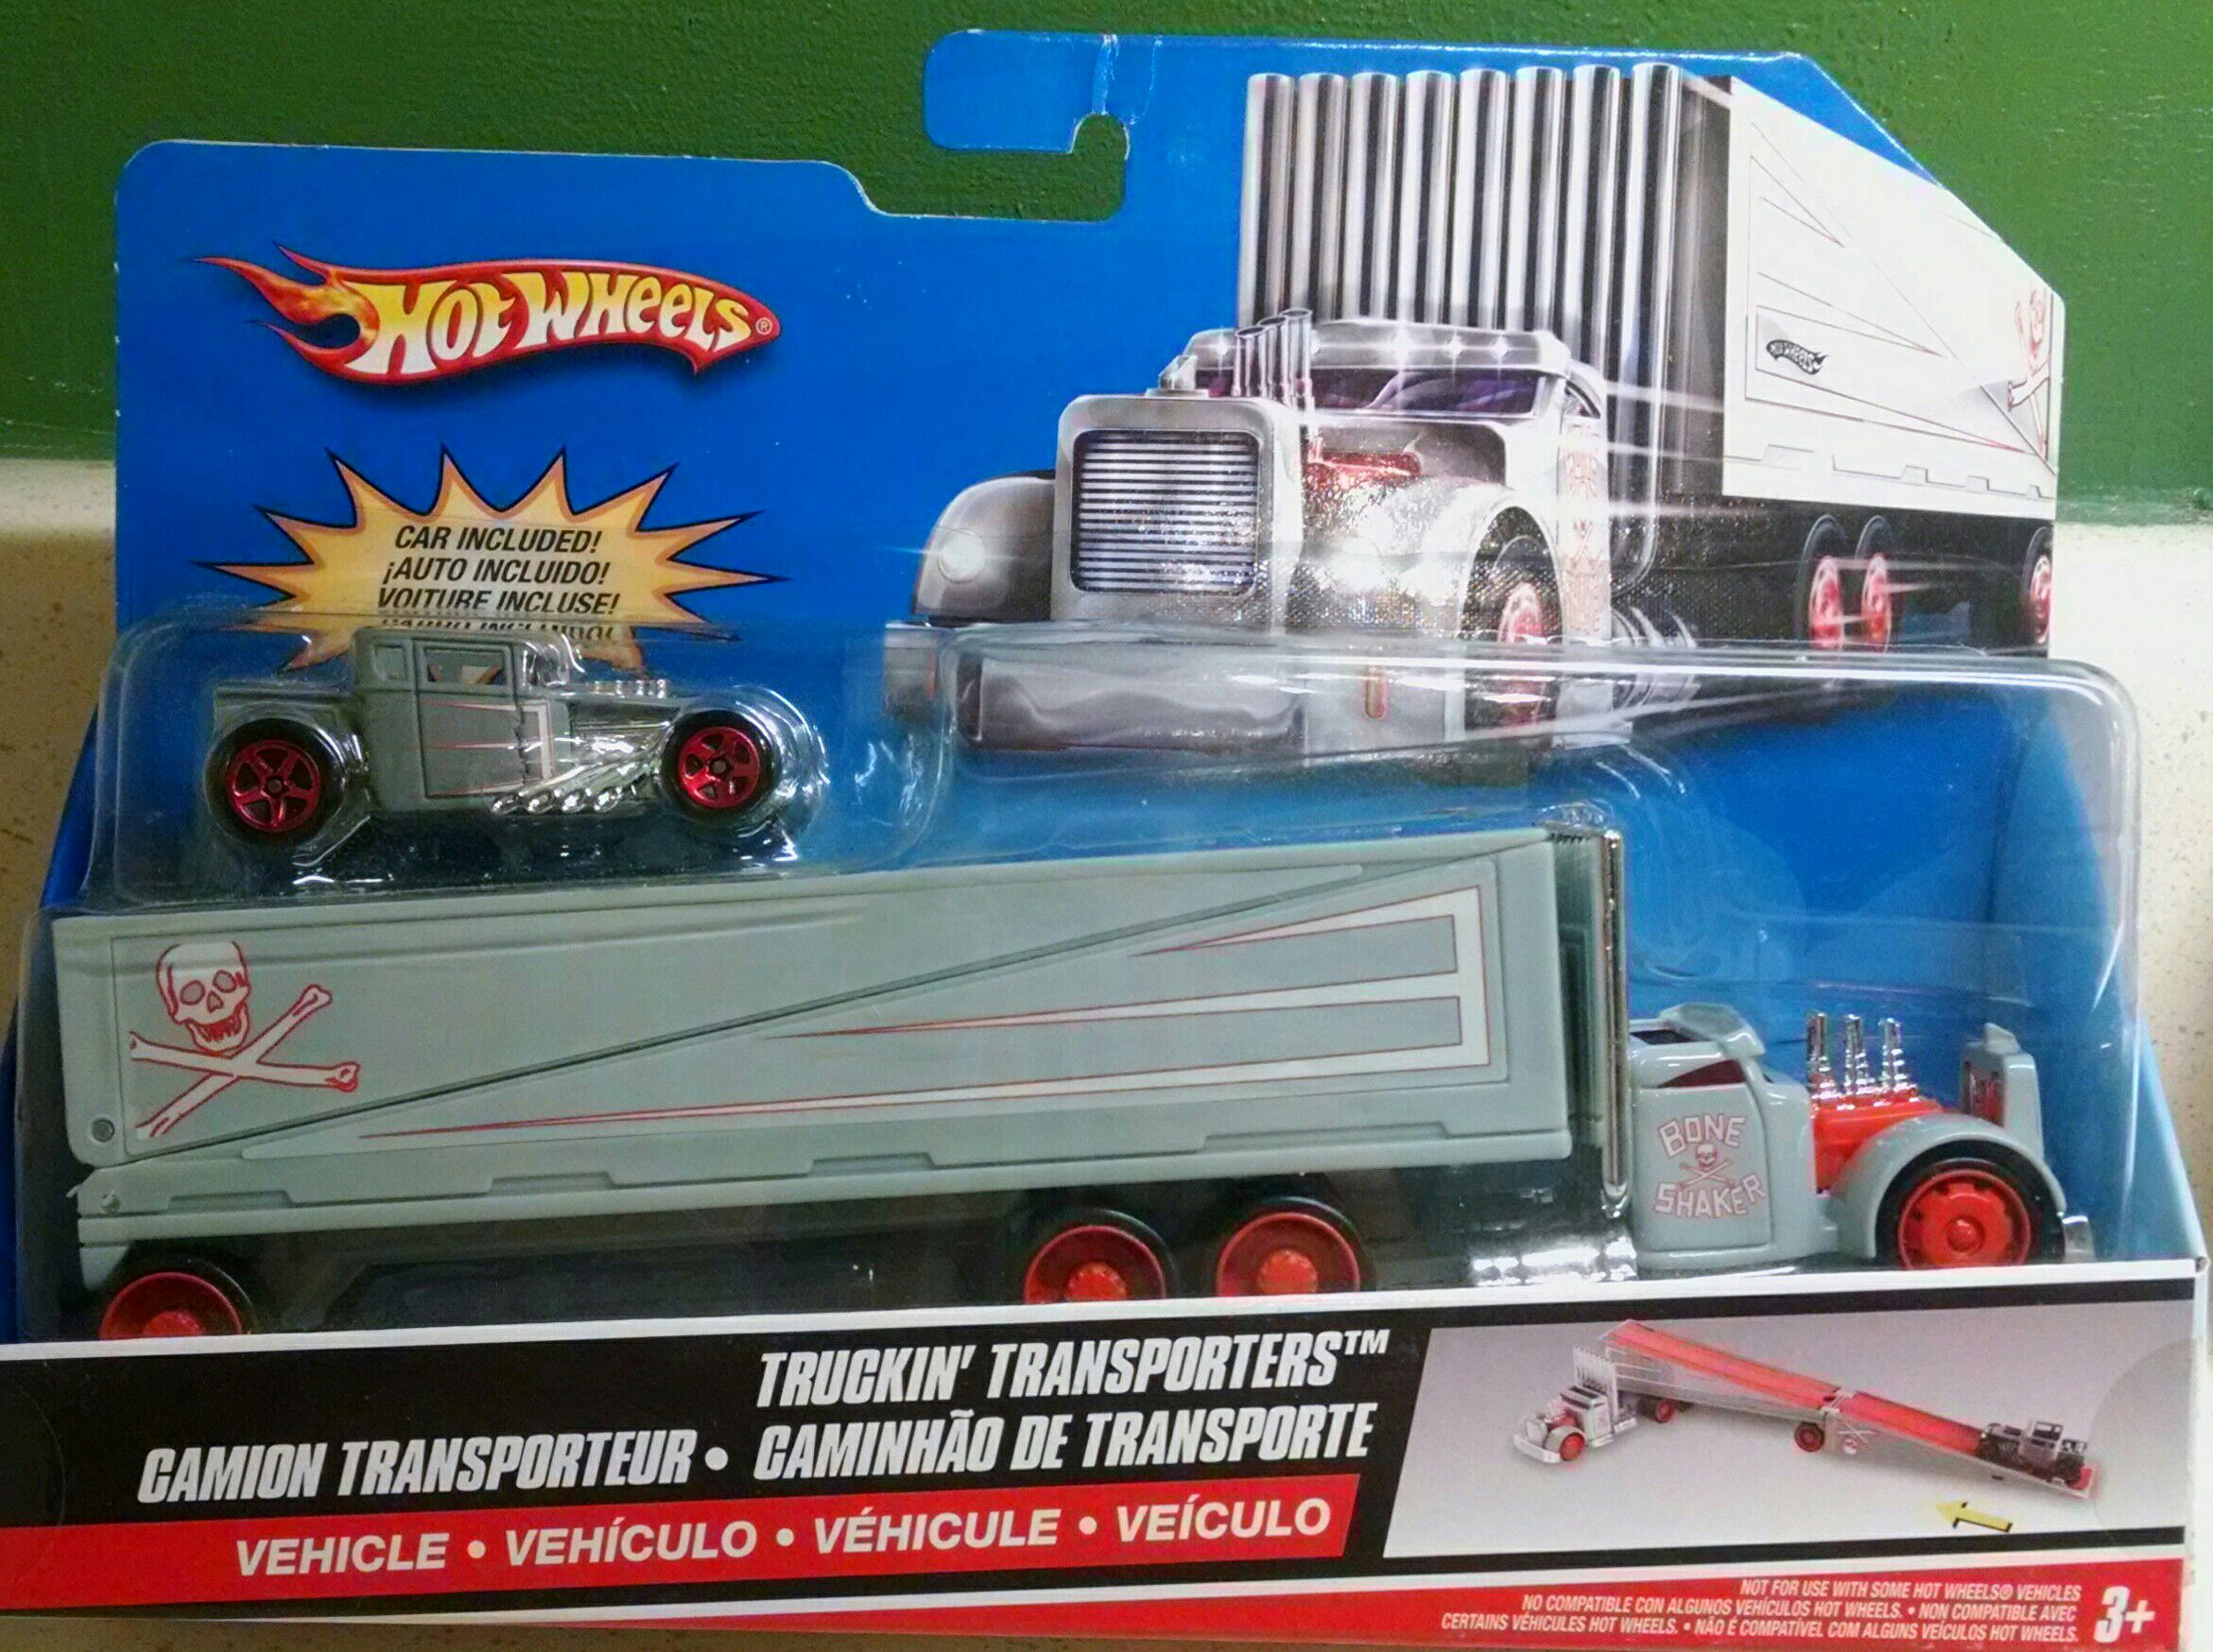 HOT WHEELS®
HOT WHEELS
CAR INCLUDED!
¡AUTO INCLUIDO!
VOITURE INCLUSE!
BONE
SHAKER
TRUCKIN' TRANSPORTERS™
CAMION TRANSPORTEUR • CAMINHÃO DE TRANSPORTE
VEHICLE • VEHÍCULO • VÉHICULE • VEÍCULO
NOT FOR USE WITH SOME HOT WHEELS® VEHICLES
NO COMPATIBLE CON ALGUNOS VEHÍCULOS HOT WHEELS. • NON COMPATIBLE AVEC
CERTAINS VÉHICULES HOT WHEELS. • NÃO É COMPATÍVEL COM ALGUNS VEÍCULOS HOT WHEELS.
3+